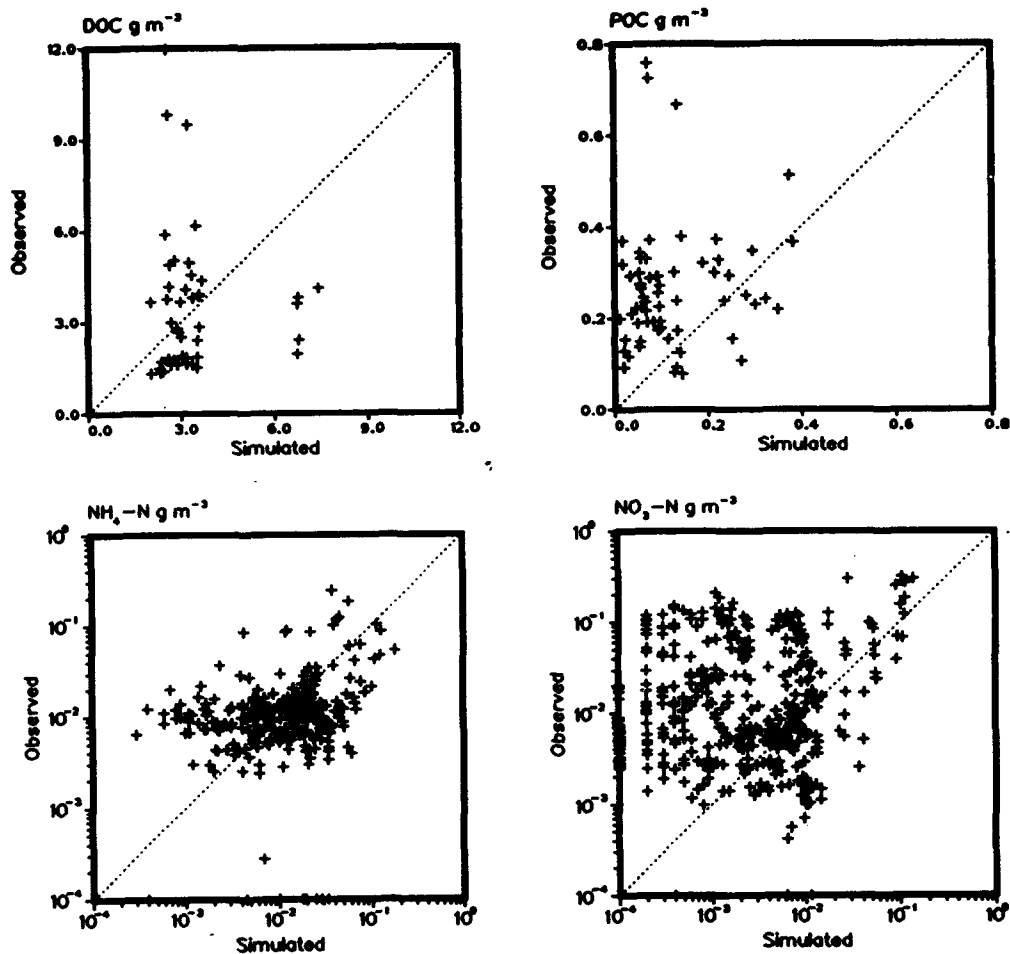 DOC g m⁻³
12.0
9.0
6.0
3.0
0.0
Observed
0.0 3.0 6.0 9.0 12.0
Simulated
POC g m⁻³
0.8
0.6
0.4
0.2
0.0
Observed
0.0 0.2 0.4 0.6 0.8
Simulated
NH₄-N g m⁻³
10⁰
10⁻¹
10⁻²
10⁻³
10⁻⁴
Observed
10⁻⁴ 10⁻³ 10⁻² 10⁻¹ 10⁰
Simulated
NO₃-N g m⁻³
10⁰
10⁻¹
10⁻²
10⁻³
10⁻⁴
Observed
10⁻⁴ 10⁻³ 10⁻² 10⁻¹ 10⁰
Simulated